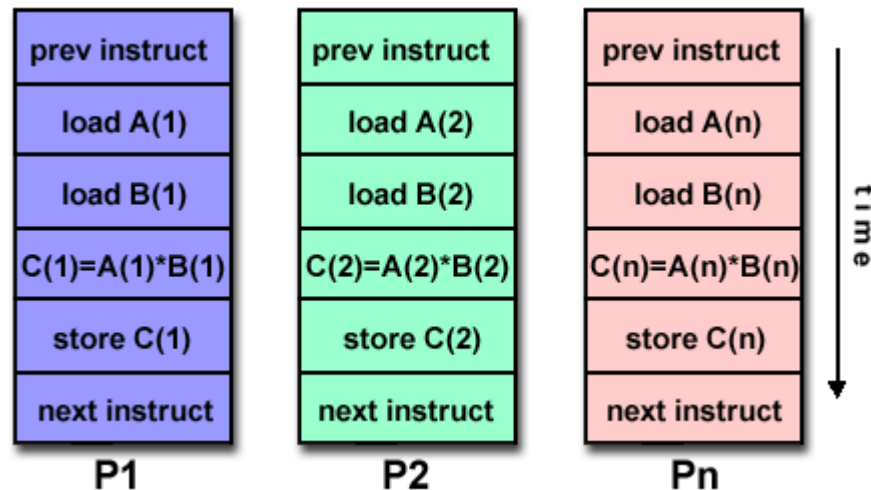 prev instruct
load A(1)
load B(1)
C(1)=A(1)*B(1)
store C(1)
next instruct
P1
prev instruct
load A(2)
load B(2)
C(2)=A(2)*B(2)
store C(2)
next instruct
P2
prev instruct
load A(n)
load B(n)
C(n)=A(n)*B(n)
store C(n)
next instruct
Pn
time